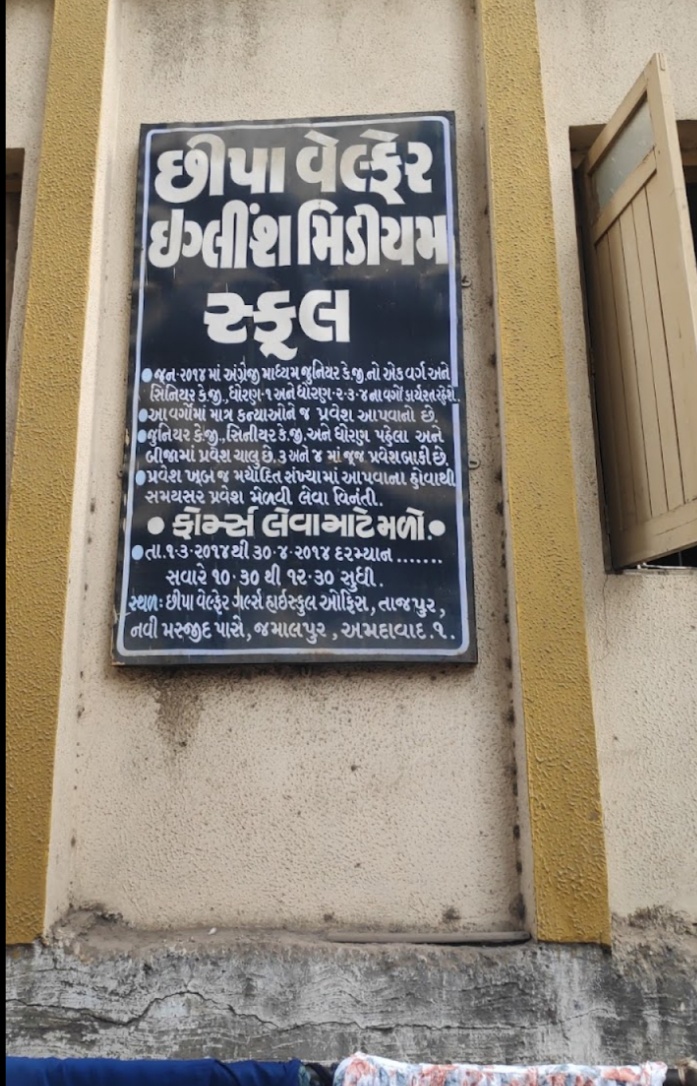 છીપા વેલ્ફેર
ઇગ્લીંશ મિડીયમ
સ્કૂલ
જુન-૨૦૧૪ માં અંગ્રેજી માધ્યમ જુનિયર કે.જી.નો એક વર્ગ અને
સિનિયર કે.જી., ધોરણ-૧ અને ધોરણ-૨-૩-૪ ના વર્ગો કાર્યરત રહેશે.
આ વર્ગોમાં માત્ર કન્યાઓને જ પ્રવેશ આપવાનો છે.
જુનિયર કે.જી., સિનીયર કે.જી. અને ધોરણ પહેલા અને
બીજામાં પ્રવેશ ચાલુ છે. ૩ અને ૪ માં જૂજ પ્રવેશ બાકી છે.
પ્રવેશ ખુબ જ મર્યાદિત સંખ્યામાં આપવાના હોવાથી
સમયસર પ્રવેશ મેળવી લેવા વિનંતી.
• ફોર્મ્સ લેવા માટે મળો. •
તા.૧-૩-૨૦૧૪ થી ૩૦-૪-૨૦૧૪ દરમ્યાન .......
સવારે ૧૦-૩૦ થી ૧૨-૩૦ સુધી.
સ્થળ: છીપા વેલ્ફેર ગર્લ્સ હાઇસ્કુલ ઓફિસ, તાજપુર,
નવી મસ્જીદ પાસે, જમાલપુર, અમદાવાદ.૧.